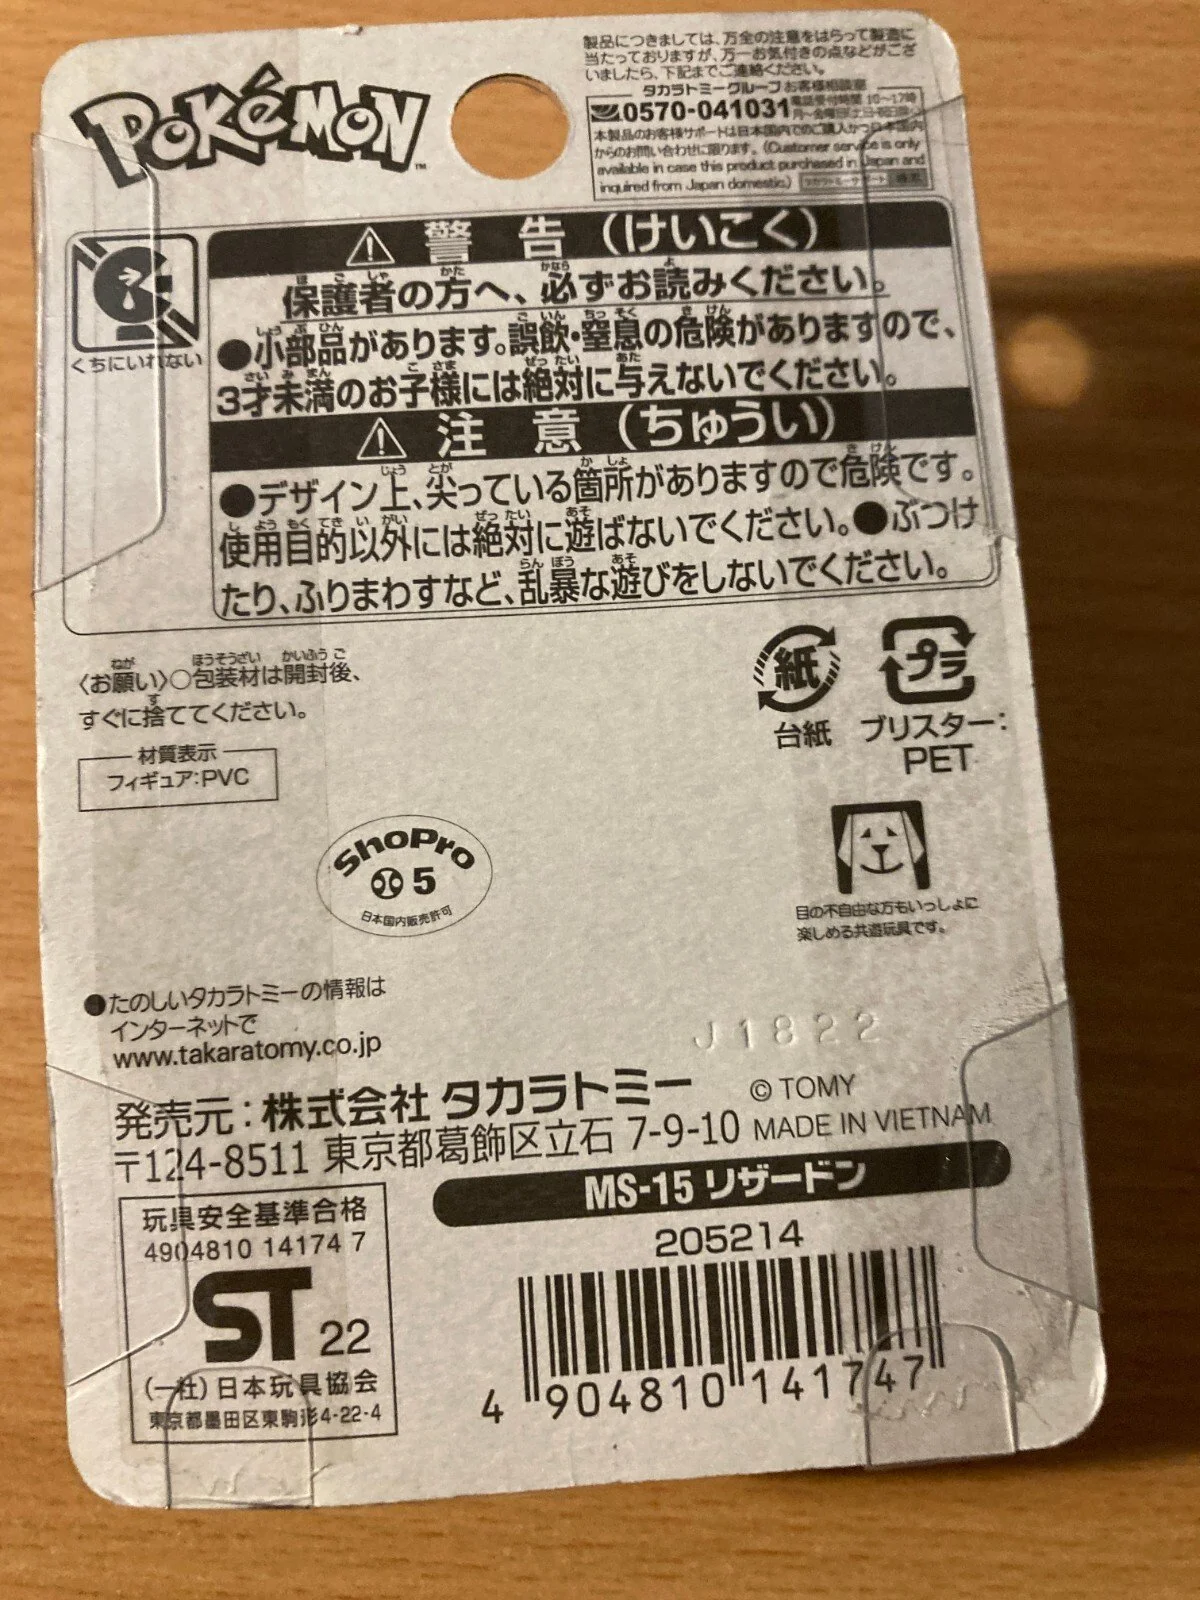 POKéMON™
製品につきましては、万全の注意をはらって製造に
当たっておりますが、万一お気付きの点などがござ
いましたら、下記までご連絡ください。
タカラトミーグループお客様相談室
0570-041031 電話受付時間 10〜17時
本製品のお客様サポートは日本国内でのご購入かつ日本国内
からのお問い合わせに限ります。(Customer service is only
available in case this product purchased in Japan and
inquired from Japan domestic.)
くちにいれない
警告(けいこく)
保護者の方へ、必ずお読みください。
●小部品があります。誤飲・窒息の危険がありますので、
3才未満のお子様には絶対に与えないでください。
注意(ちゅうい)
●デザイン上、尖っている箇所がありますので危険です。
使用目的以外には絶対に遊ばないでください。●ぶつけ
たり、ふりまわすなど、乱暴な遊びをしないでください。
〈お願い〉○包装材は開封後、
すぐに捨ててください。
材質表示
フィギュア:PVC
紙
台紙
プラ
ブリスター:
PET
ShoPro
5
日本国内販売許可
目の不自由な方もいっしょに
楽しめる共遊玩具です。
●たのしいタカラトミーの情報は
インターネットで
www.takaratomy.co.jp
J1822
発売元:株式会社 タカラトミー
〒124-8511 東京都葛飾区立石 7-9-10
© TOMY
MADE IN VIETNAM
MS-15 リザードン
205214
4 904810 141747
玩具安全基準合格
4904810 14174 7
ST 22
(一社)日本玩具協会
東京都墨田区東駒形4-22-4